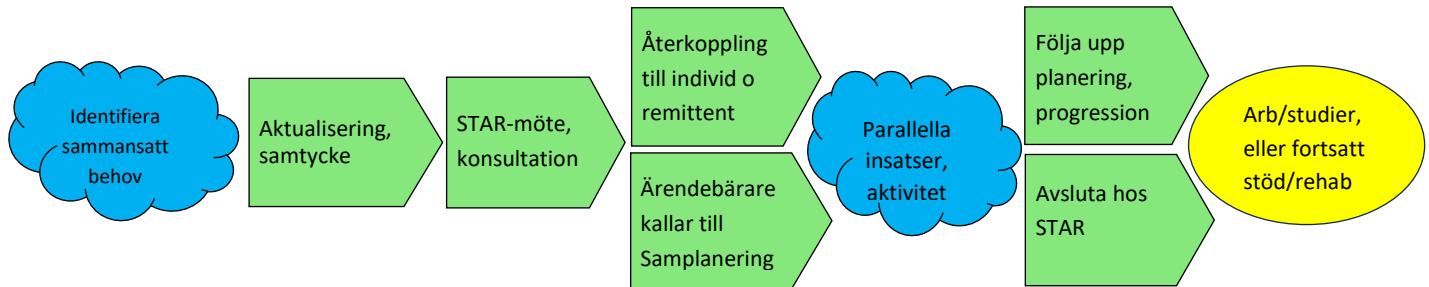 Identifiera
sammansatt
behov
Aktualisering,
samtycke
STAR-möte,
konsultation
Återkoppling
till individ o
remittent
Ärendebärare
kallar till
Samplanering
Parallella
insatser,
aktivitet
Följa upp
planering,
progression
Avsluta hos
STAR
Arb/studier,
eller fortsatt
stöd/rehab